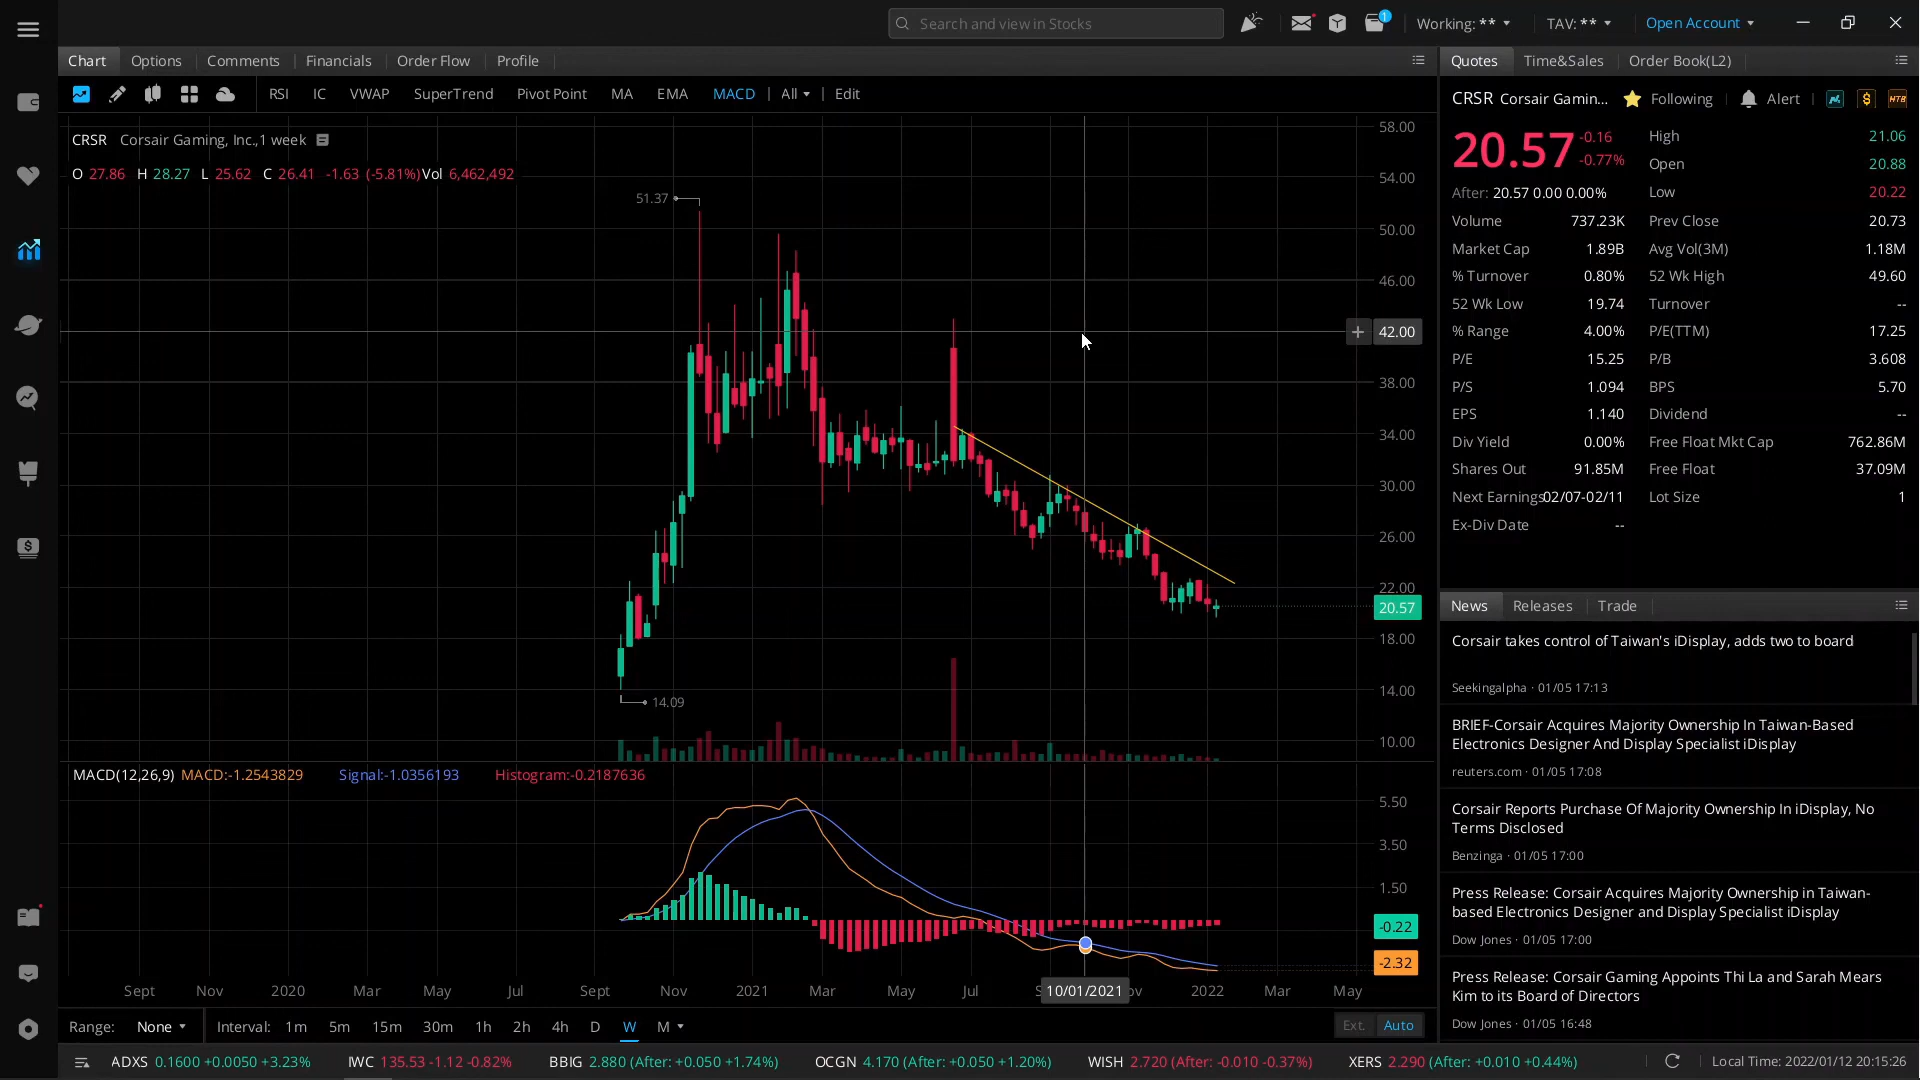 Search and view in Stocks
1
Working: **
TAV: **
Open Account
Chart Options Comments Financials Order Flow Profile
RSI IC VWAP SuperTrend Pivot Point MA EMA MACD All Edit
CRSR Corsair Gaming, Inc.,1 week
O 27.86 H 28.27 L 25.62 C 26.41 -1.63 (-5.81%)Vol 6,462,492
51.37
14.09
58.00
54.00
50.00
46.00
42.00
38.00
34.00
30.00
26.00
22.00
20.57
18.00
14.00
10.00
MACD(12,26,9) MACD:-1.2543829 Signal:-1.0356193 Histogram:-0.2187636
5.50
3.50
1.50
-0.22
-2.32
Sept Nov 2020 Mar May Jul Sept Nov 2021 Mar May Jul 10/01/2021 2022 Mar May
Range: None Interval: 1m 5m 15m 30m 1h 2h 4h D W M Ext. Auto
Quotes Time&Sales Order Book(L2)
CRSR Corsair Gamin... Following Alert HTB
20.57 -0.16
-0.77%
After: 20.57 0.00 0.00%
High 21.06
Open 20.88
Low 20.22
Volume 737.23K Prev Close 20.73
Market Cap 1.89B Avg Vol(3M) 1.18M
% Turnover 0.80% 52 Wk High 49.60
52 Wk Low 19.74 Turnover --
% Range 4.00% P/E(TTM) 17.25
P/E 15.25 P/B 3.608
P/S 1.094 BPS 5.70
EPS 1.140 Dividend --
Div Yield 0.00% Free Float Mkt Cap 762.86M
Shares Out 91.85M Free Float 37.09M
Next Earnings 02/07-02/11 Lot Size 1
Ex-Div Date --
News Releases Trade
Corsair takes control of Taiwan's iDisplay, adds two to board
Seekingalpha · 01/05 17:13
BRIEF-Corsair Acquires Majority Ownership In Taiwan-Based
Electronics Designer And Display Specialist iDisplay
reuters.com · 01/05 17:08
Corsair Reports Purchase Of Majority Ownership In iDisplay, No
Terms Disclosed
Benzinga · 01/05 17:00
Press Release: Corsair Acquires Majority Ownership in Taiwan-
based Electronics Designer and Display Specialist iDisplay
Dow Jones · 01/05 17:00
Press Release: Corsair Gaming Appoints Thi La and Sarah Mears
Kim to its Board of Directors
Dow Jones · 01/05 16:48
ADXS 0.1600 +0.0050 +3.23% IWC 135.53 -1.12 -0.82% BBIG 2.880 (After: +0.050 +1.74%) OCGN 4.170 (After: +0.050 +1.20%) WISH 2.720 (After: -0.010 -0.37%) XERS 2.290 (After: +0.010 +0.44%) Local Time: 2022/01/12 20:15:26